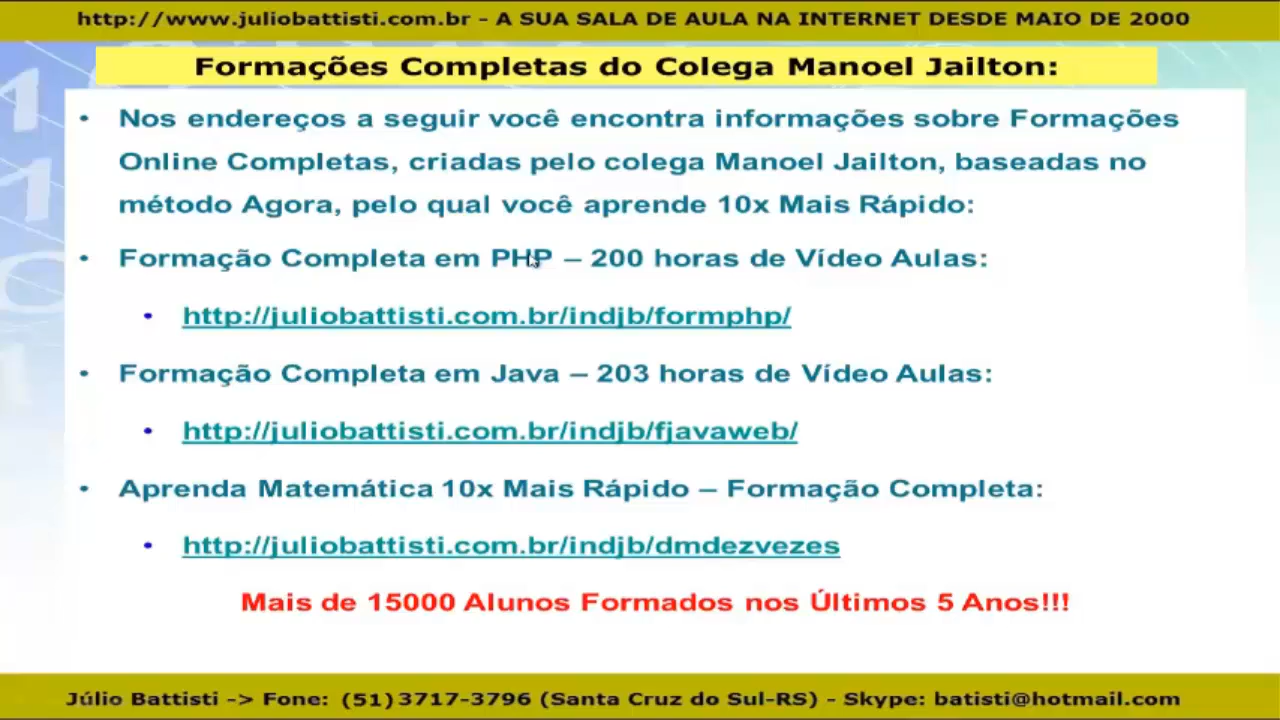 http://www.juliobattisti.com.br - A SUA SALA DE AULA NA INTERNET DESDE MAIO DE 2000
Formações Completas do Colega Manoel Jailton:
• Nos endereços a seguir você encontra informações sobre Formações
Online Completas, criadas pelo colega Manoel Jailton, baseadas no
método Agora, pelo qual você aprende 10x Mais Rápido:
• Formação Completa em PHP – 200 horas de Vídeo Aulas:
• http://juliobattisti.com.br/indjb/formphp/
• Formação Completa em Java – 203 horas de Vídeo Aulas:
• http://juliobattisti.com.br/indjb/fjavaweb/
• Aprenda Matemática 10x Mais Rápido – Formação Completa:
• http://juliobattisti.com.br/indjb/dmdezvezes
Mais de 15000 Alunos Formados nos Últimos 5 Anos!!!
Júlio Battisti -> Fone: (51) 3717-3796 (Santa Cruz do Sul-RS) - Skype: batisti@hotmail.com